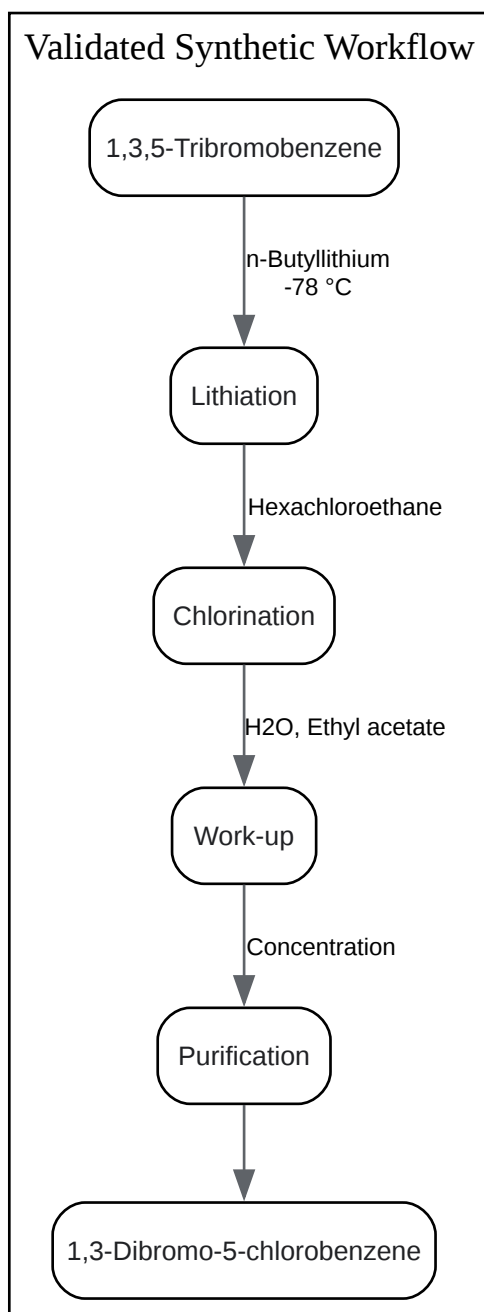 Validated Synthetic Workflow
1,3,5-Tribromobenzene
n-Butyllithium
-78 °C
Lithiation
Hexachloroethane
Chlorination
H2O, Ethyl acetate
Work-up
Concentration
Purification
1,3-Dibromo-5-chlorobenzene